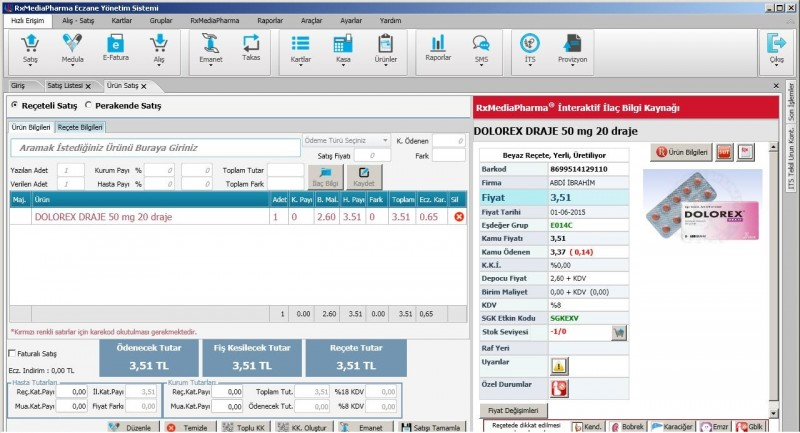 RxMediaPharma Eczane Yönetim Sistemi
Hızlı Erişim Alış - Satış Kartlar Gruplar RxMediaPharma Raporlar Araçlar Ayarlar Yardım
Satış Medula E-Fatura Alış Emanet Takas Kartlar Kasa Ürünler Raporlar SMS İTS Provizyon Çıkış
Giriş Satış Listesi Ürün Satış
Reçeteli Satış Perakende Satış
Ürün Bilgileri Reçete Bilgileri
Aramak İstediğiniz Ürünü Buraya Giriniz
Ödeme Türü Seçiniz K. Ödenen 0
Satış Fiyatı 0 Fark 0
Yazılan Adet 1 Kurum Payı % 0 0 Toplam Tutar 0
Verilen Adet 1 Hasta Payı % 0 0 Toplam Fark 0
İlaç Bilgi Kaydet
Maj. Ürün Adet K. Payı B. Mal. H. Payı Fark Toplam Ecz. Kar. Sil
DOLOREX DRAJE 50 mg 20 draje 1 0 2.60 3.51 0 3.51 0.65
1 0.00 2.60 3.51 0.00 3.51 0,65
*Kırmızı renkli satırlar için karekod okutulması gerekmektedir.
Faturalı Satış
Ecz. İndirim : 0,00 TL
Ödenecek Tutar
3,51 TL
Fiş Kesilecek Tutar
3,51 TL
Reçete Tutar
3,51 TL
Hasta Tutarları
Reç.Kat.Payı 0,00 İl.Kat.Payı 3,51
Mua.Kat.Payı 0,00 Fiyat Farkı 0,00
Kurum Tutarları
Reç.Kat.Payı 0,00 Toplam Tut. 3,51 %18 KDV 0,00
Mua.Kat.Payı 0,00 Ödenecek Tut. 0,00 %8 KDV 0,00
Düzenle Temizle Toplu KK KK. Oluştur Emanet Satışı Tamamla
RxMediaPharma® İnteraktif İlaç Bilgi Kaynağı
DOLOREX DRAJE 50 mg 20 draje
Beyaz Reçete, Yerli, Üretiliyor
R Ürün Bilgileri
Barkod 8699514129110
Firma ABDİ İBRAHİM
Fiyat 3,51
Fiyat Tarihi 01-06-2015
Eşdeğer Grup E014C
Kamu Fiyatı 3,51
Kamu Ödenen 3,37 ( 0,14)
K.K.İ. %0,00
Depocu Fiyat 2,60 + KDV
Birim Maliyet 0,00 + KDV (0,00)
KDV %8
SGK Etkin Kodu SGKEXV
Stok Seviyesi -1/0
Raf Yeri
Uyarılar
Özel Durumlar
Fiyat Değişimleri
Reçetede dikkat edilmesi
Kend. Bobrek Karaciğer Emzr Gblk
DOLOREX
Son İşlemler
İTS Tekil Urun Kont.